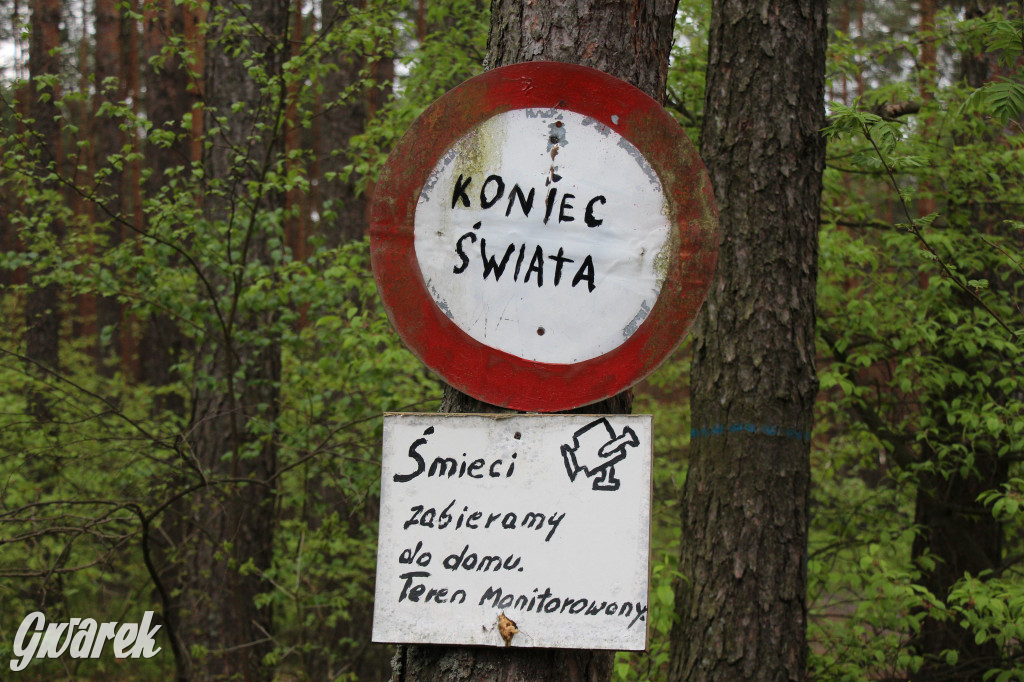 KONIEC
ŚWIATA
Śmieci
zabieramy
do domu.
Teren monitorowany.
Gwarek